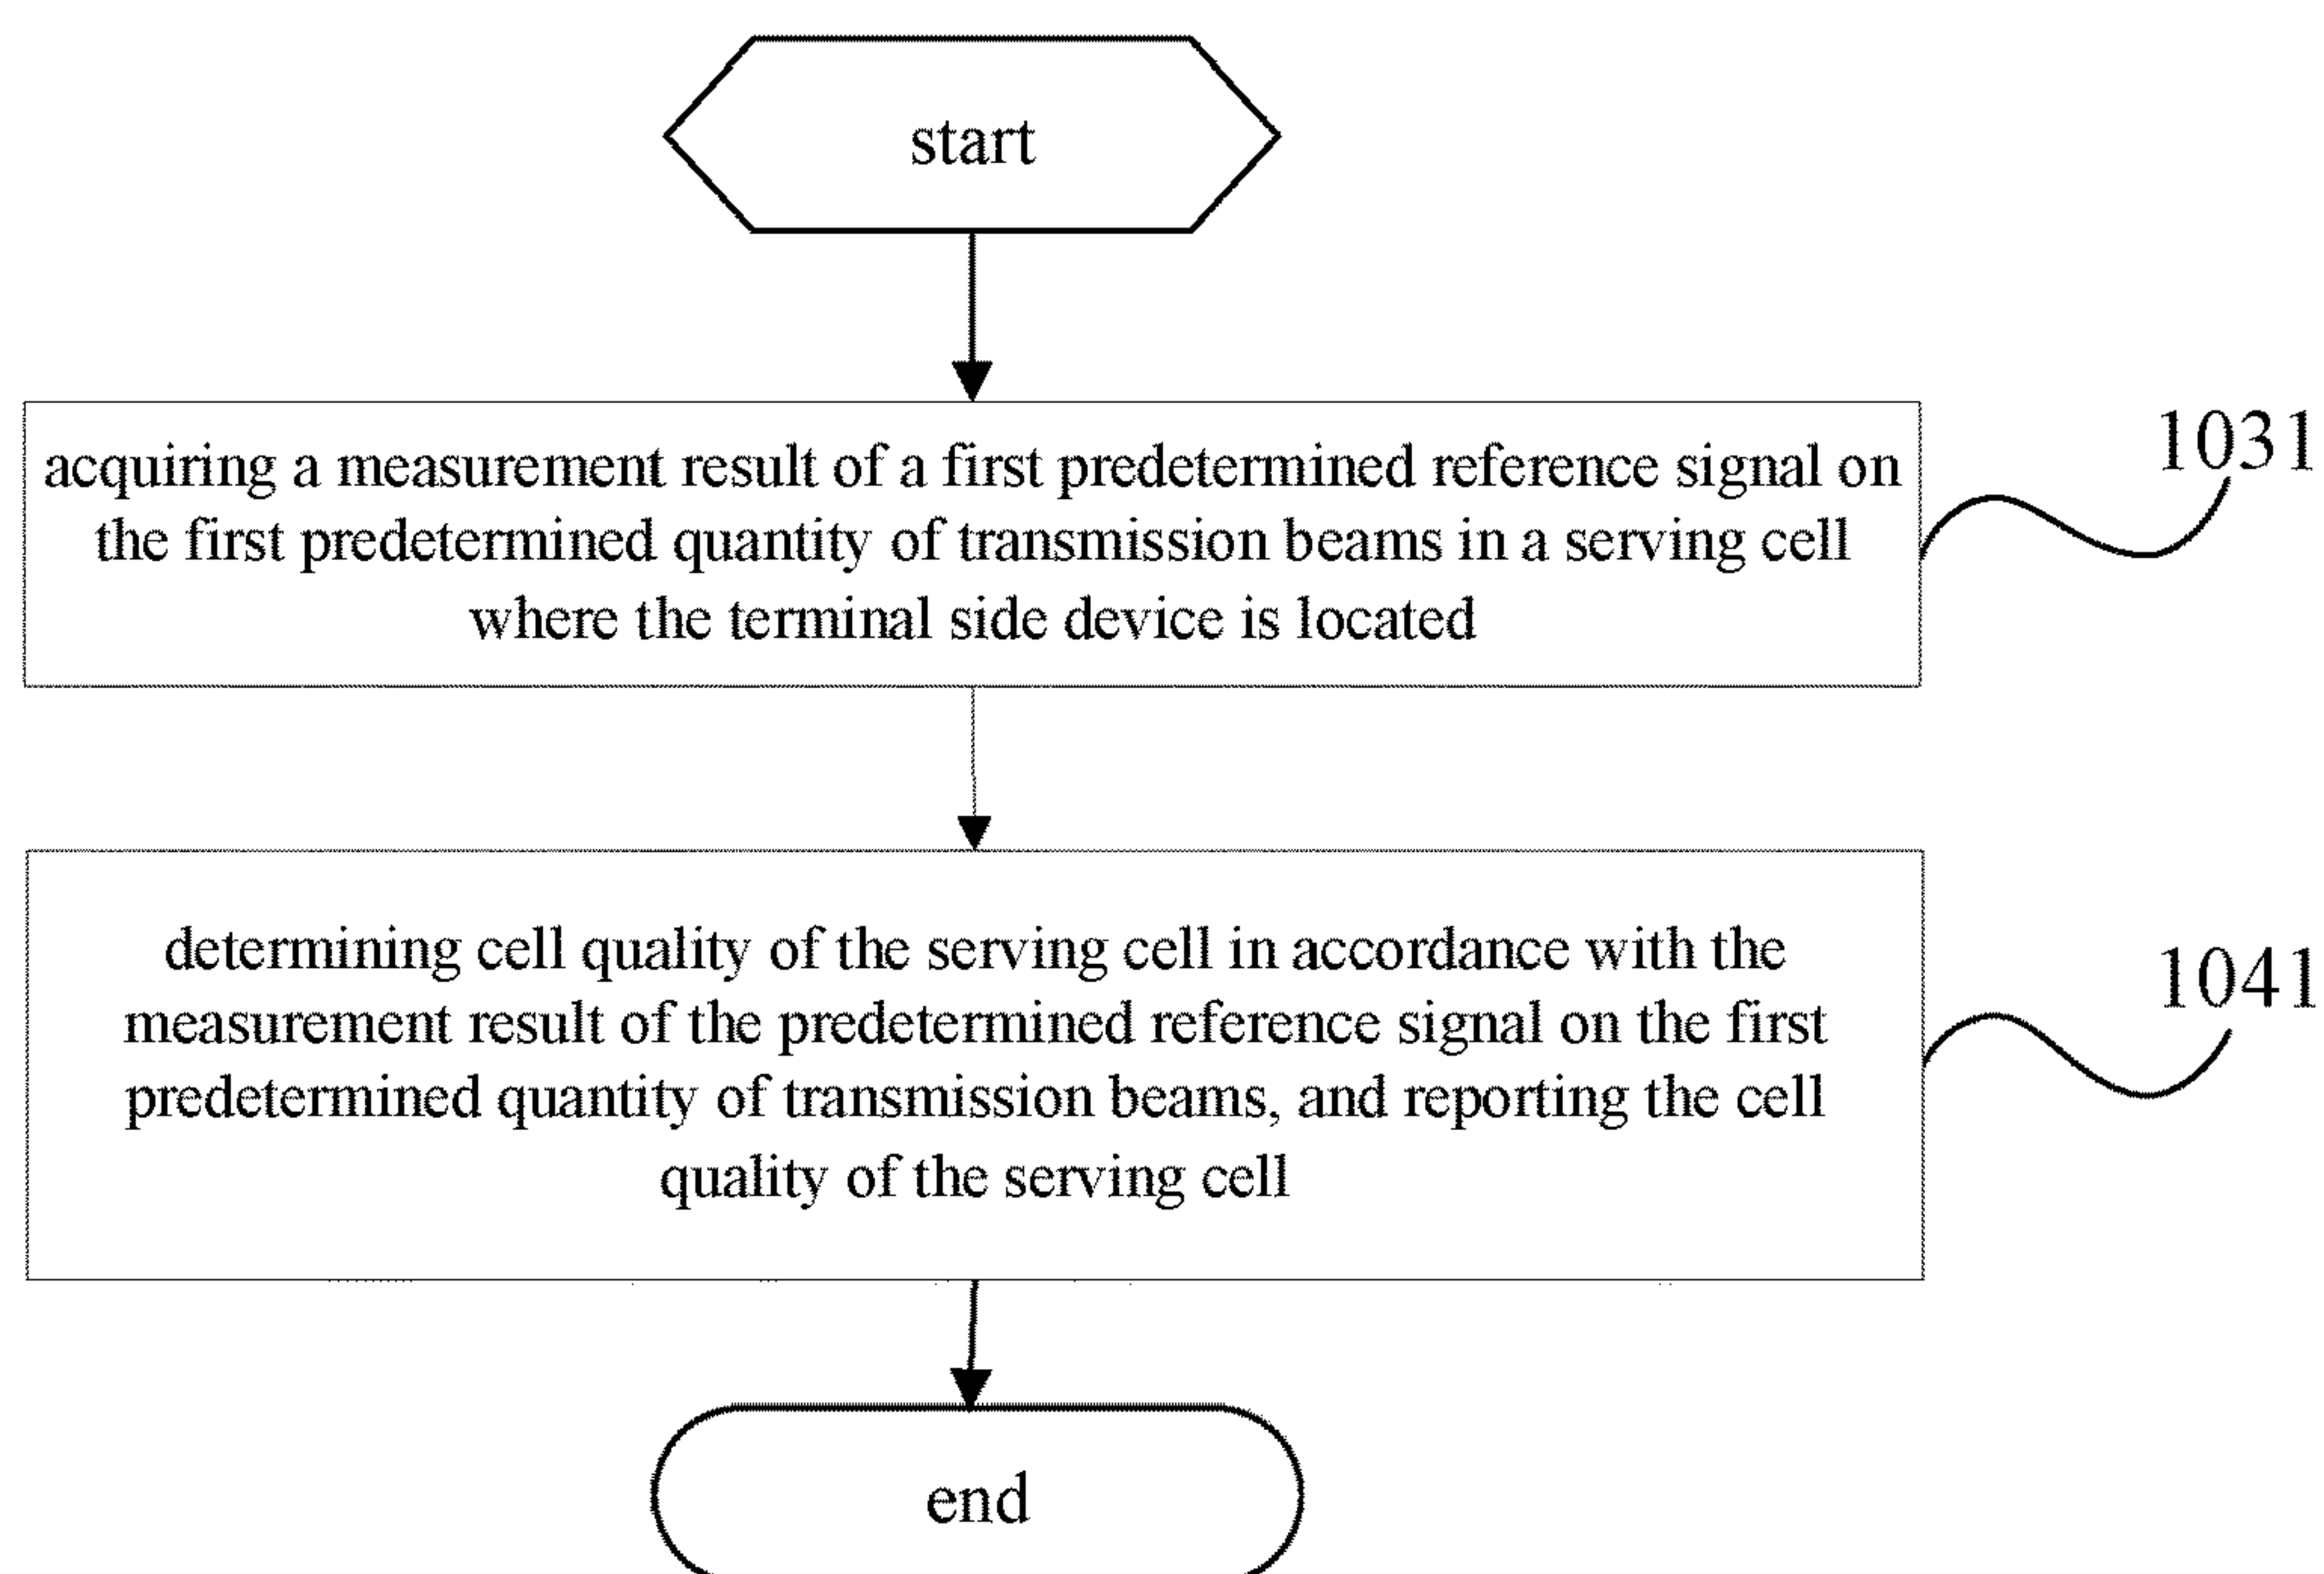 start
acquiring a measurement result of a first predetermined reference signal on
the first predetermined quantity of transmission beams in a serving cell
where the terminal side device is located
1031
determining cell quality of the serving cell in accordance with the
measurement result of the predetermined reference signal on the first
predetermined quantity of transmission beams, and reporting the cell
quality of the serving cell
1041
end